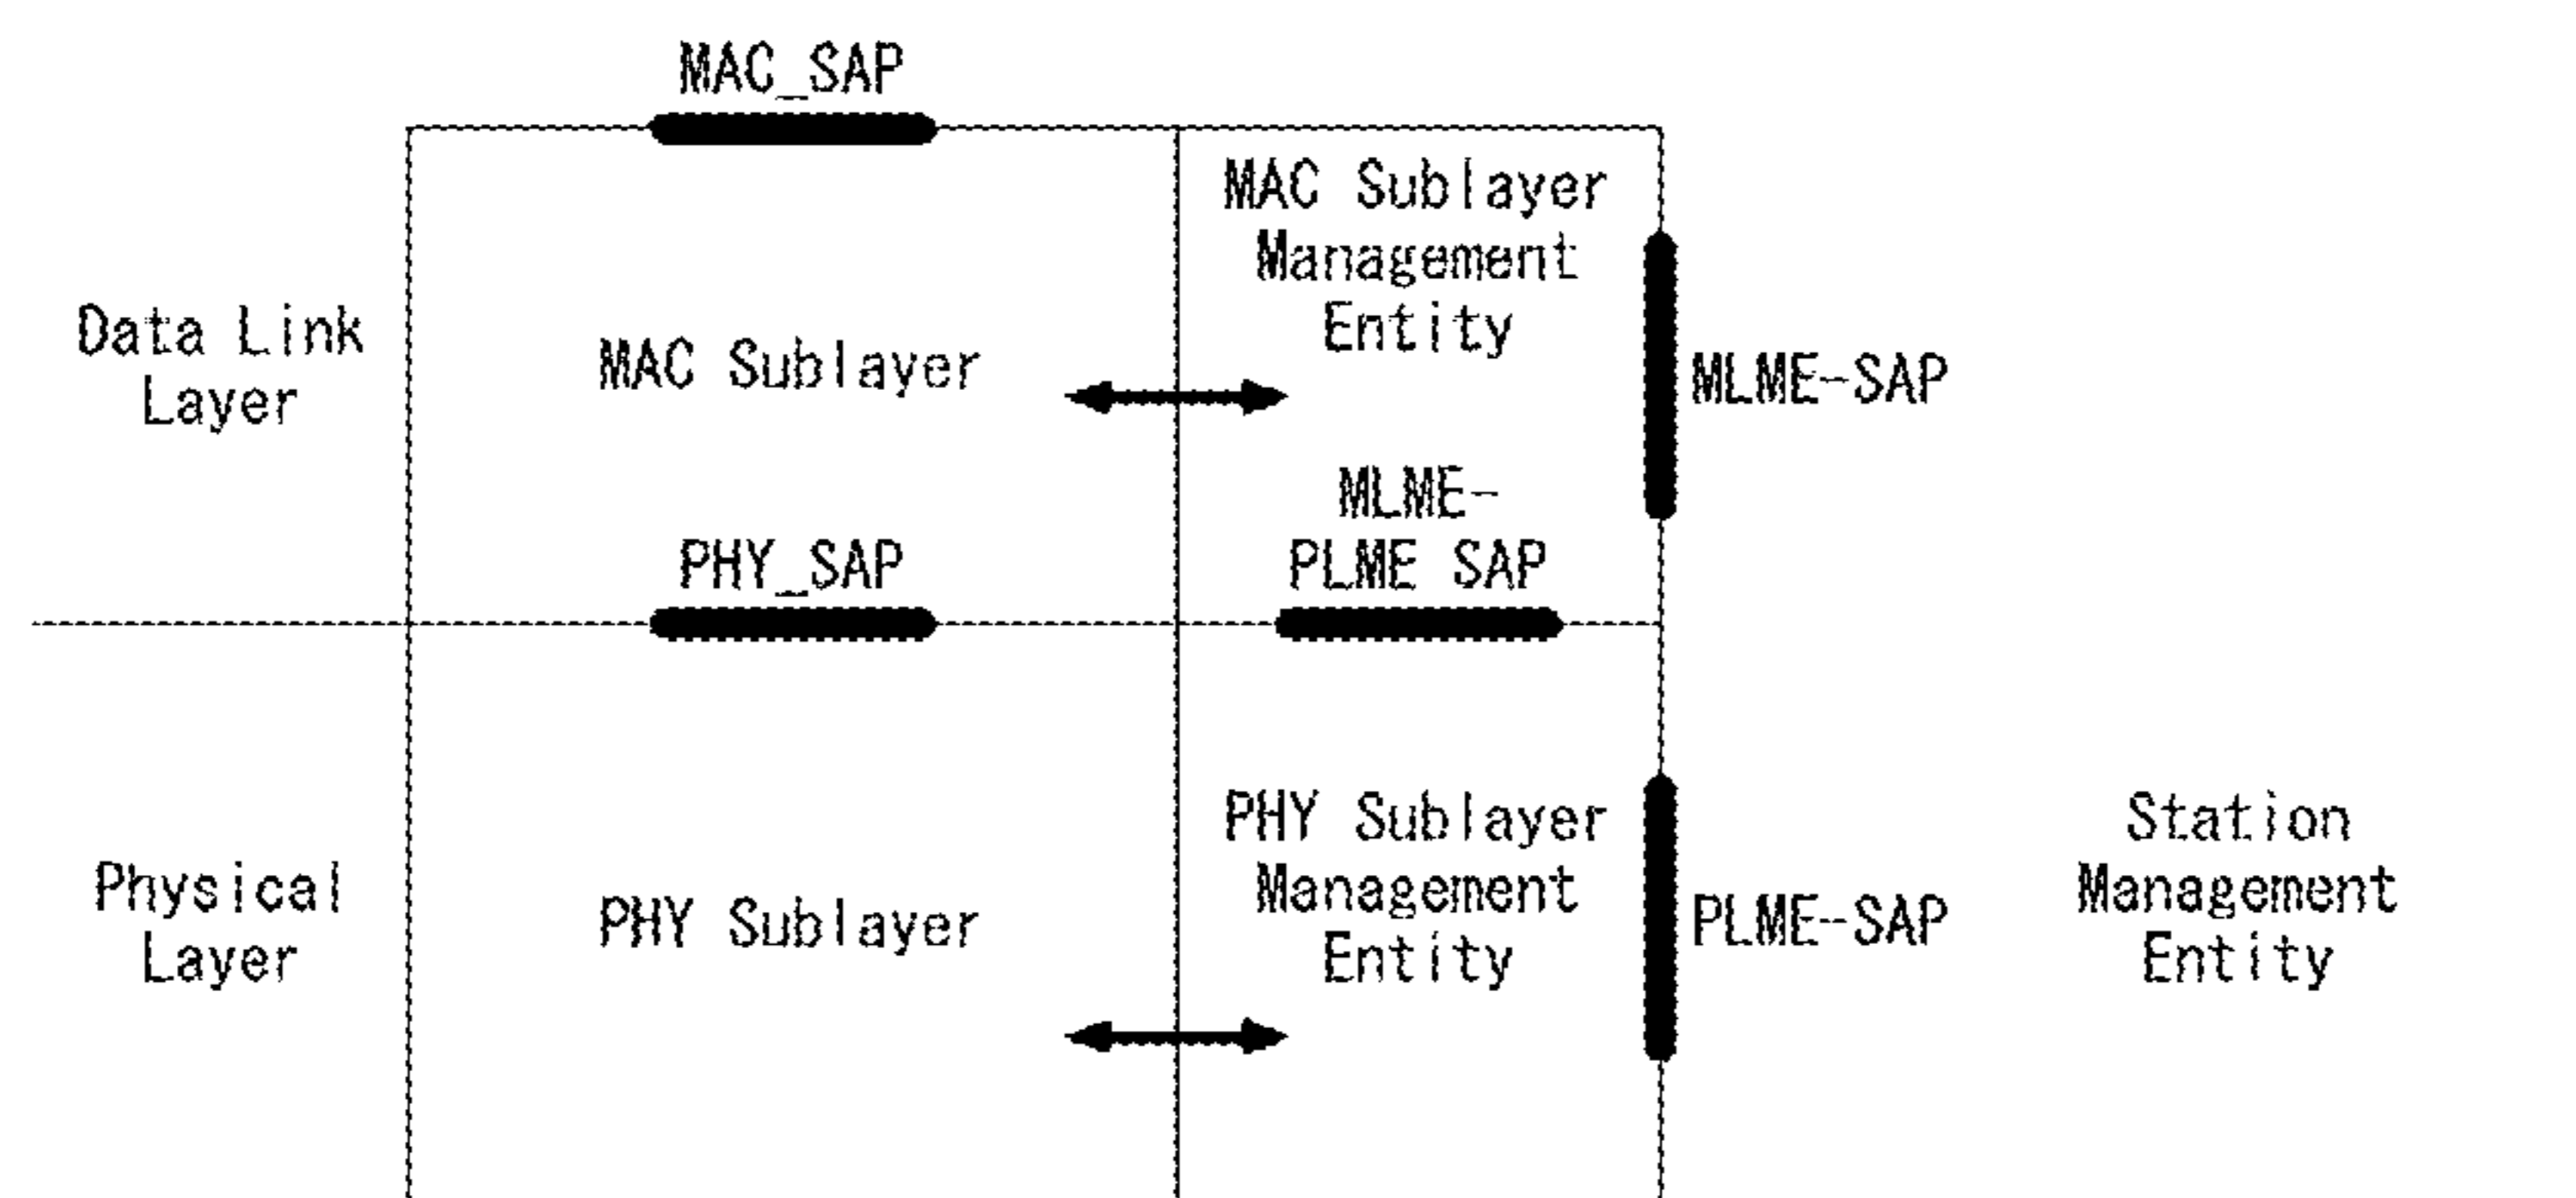 MAC_SAP
MAC Sublayer
Management
Entity
Data Link
Layer
MAC Sublayer
MLME-SAP
MLME-
PLME SAP
PHY_SAP
Physical
Layer
PHY Sublayer
PHY Sublayer
Management
Entity
PLME-SAP
Station
Management
Entity